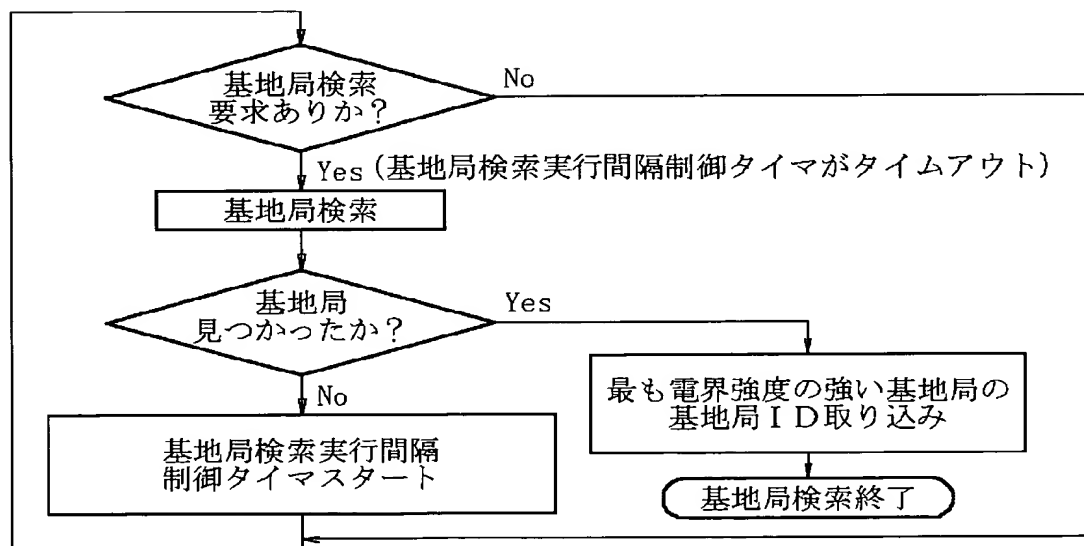 基地局検索
要求ありか?
No
Yes (基地局検索実行間隔制御タイマがタイムアウト)
基地局検索
基地局
見つかったか?
Yes
No
最も電界強度の強い基地局の
基地局ID取り込み
基地局検索実行間隔
制御タイマスタート
基地局検索終了